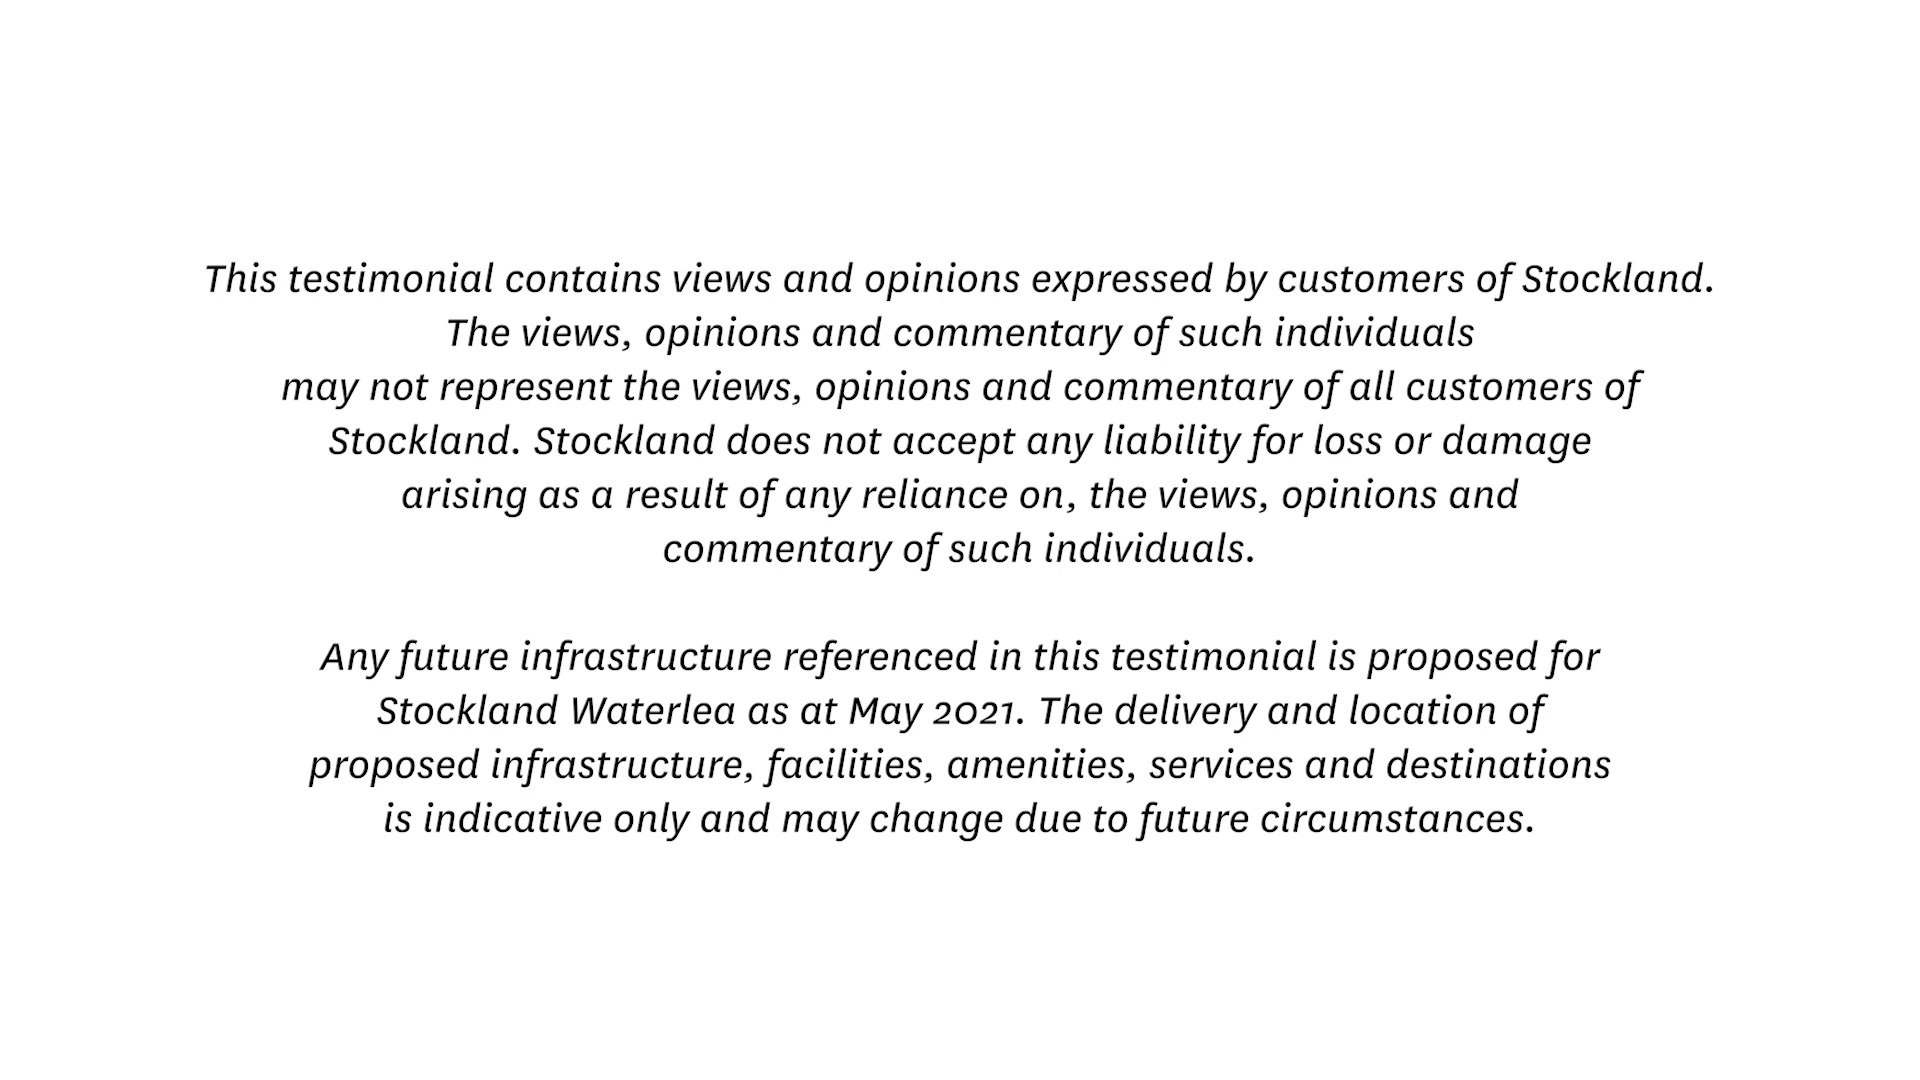 This testimonial contains views and opinions expressed by customers of Stockland.
The views, opinions and commentary of such individuals
may not represent the views, opinions and commentary of all customers of
Stockland. Stockland does not accept any liability for loss or damage
arising as a result of any reliance on, the views, opinions and
commentary of such individuals.
Any future infrastructure referenced in this testimonial is proposed for
Stockland Waterlea as at May 2021. The delivery and location of
proposed infrastructure, facilities, amenities, services and destinations
is indicative only and may change due to future circumstances.